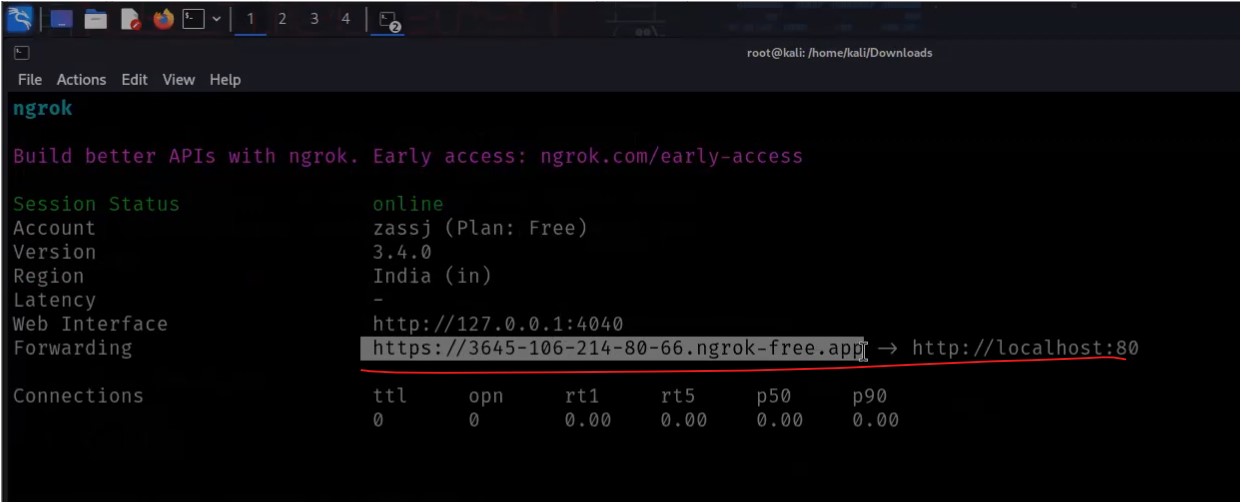 1 2 3 4 2
root@kali: /home/kali/Downloads
File Actions Edit View Help
ngrok
Build better APIs with ngrok. Early access: ngrok.com/early-access
Session Status online
Account zassj (Plan: Free)
Version 3.4.0
Region India (in)
Latency -
Web Interface http://127.0.0.1:4040
Forwarding https://3645-106-214-80-66.ngrok-free.app → http://localhost:80
Connections ttl opn rt1 rt5 p50 p90
0 0 0.00 0.00 0.00 0.00